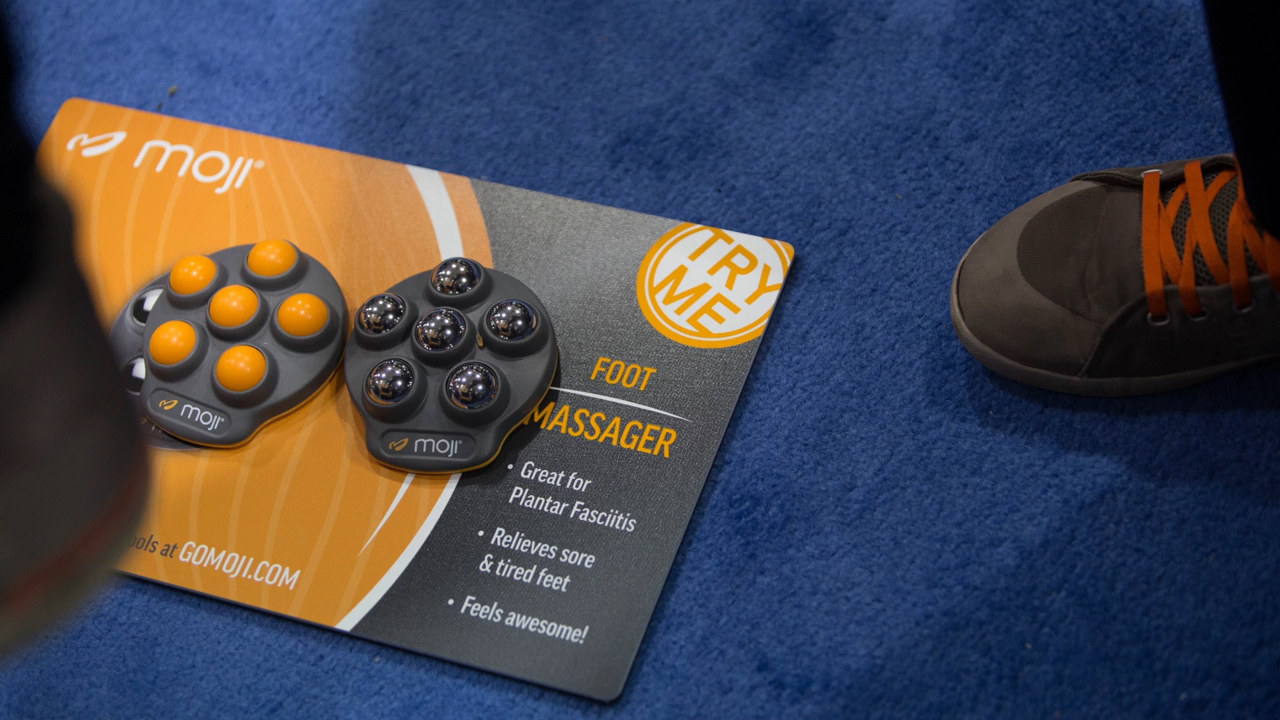 moji®
TRY
ME
FOOT
MASSAGER
• Great for
Plantar Fasciitis
• Relieves sore
& tired feet
• Feels awesome!
moji
moji®
at GOMOJI.COM